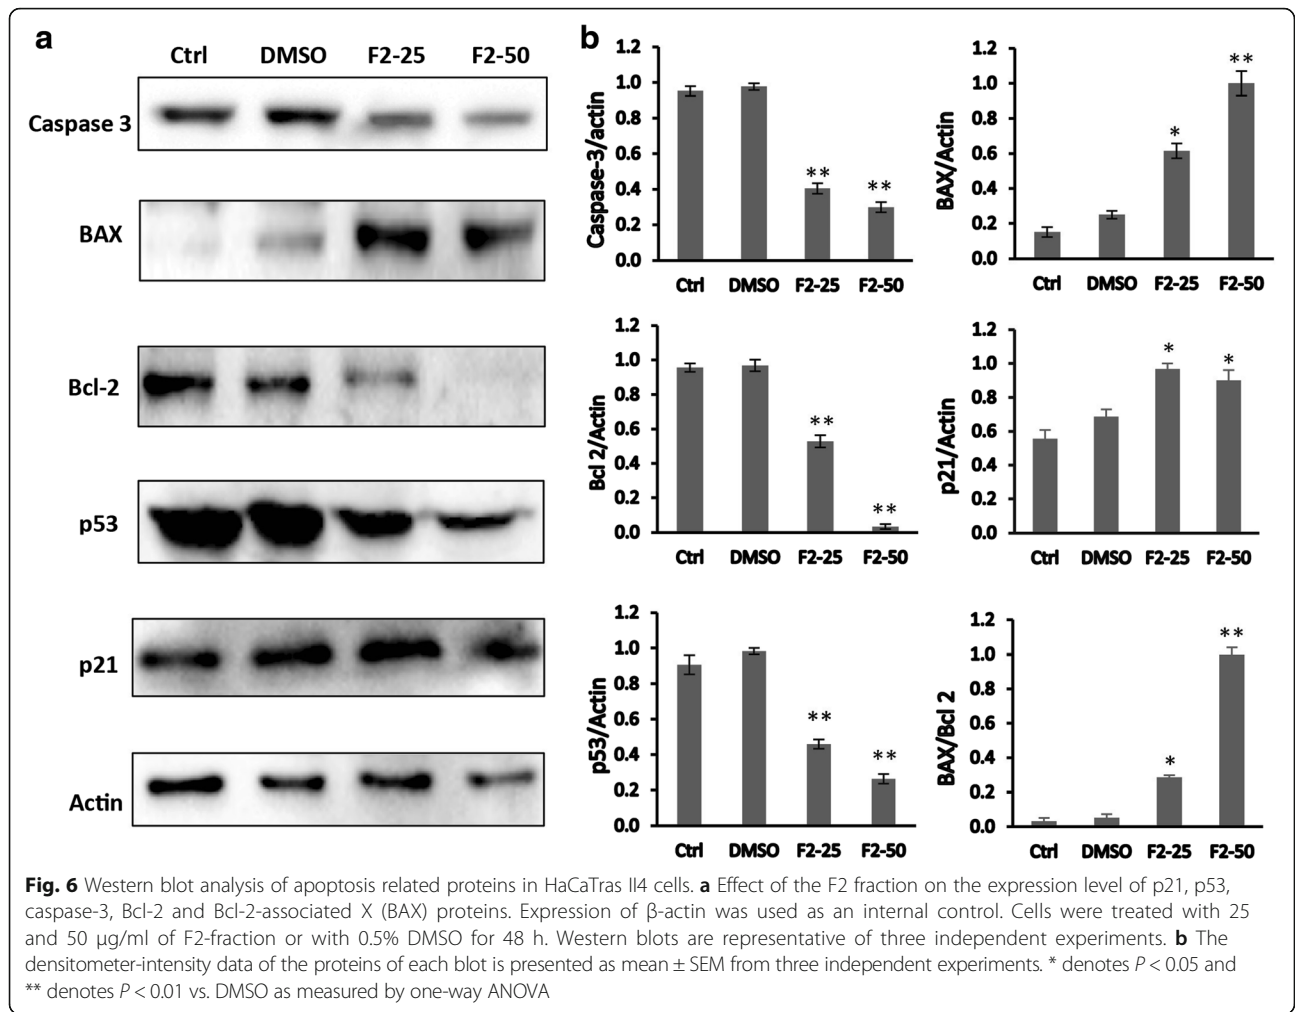 a
Ctrl DMSO F2-25 F2-50
Caspase 3
BAX
Bcl-2
p53
p21
Actin
b
Caspase-3/actin
1.2
1.0
0.8
0.6
0.4
0.2
0.0
** **
Ctrl DMSO F2-25 F2-50
BAX/Actin
1.2
1.0
0.8
0.6
0.4
0.2
0.0
* **
Ctrl DMSO F2-25 F2-50
Bcl 2/Actin
1.2
1.0
0.8
0.6
0.4
0.2
0.0
** **
Ctrl DMSO F2-25 F2-50
p21/Actin
1.2
1.0
0.8
0.6
0.4
0.2
0.0
* *
Ctrl DMSO F2-25 F2-50
p53/Actin
1.2
1.0
0.8
0.6
0.4
0.2
0.0
** **
Ctrl DMSO F2-25 F2-50
BAX/Bcl 2
1.2
1.0
0.8
0.6
0.4
0.2
0.0
* **
Ctrl DMSO F2-25 F2-50
Fig. 6 Western blot analysis of apoptosis related proteins in HaCaTras II4 cells. a Effect of the F2 fraction on the expression level of p21, p53,
caspase-3, Bcl-2 and Bcl-2-associated X (BAX) proteins. Expression of β-actin was used as an internal control. Cells were treated with 25
and 50 μg/ml of F2-fraction or with 0.5% DMSO for 48 h. Western blots are representative of three independent experiments. b The
densitometer-intensity data of the proteins of each blot is presented as mean ± SEM from three independent experiments. * denotes P < 0.05 and
** denotes P < 0.01 vs. DMSO as measured by one-way ANOVA